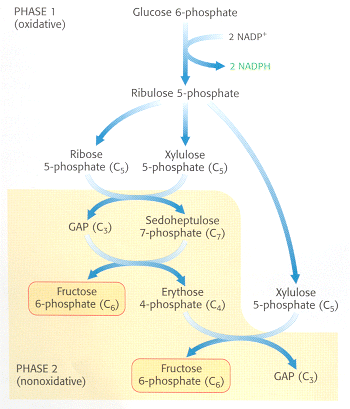 PHASE 1
(oxidative)
Glucose 6-phosphate
2 NADP⁺
2 NADPH
Ribulose 5-phosphate
Ribose
5-phosphate (C₅)
Xylulose
5-phosphate (C₅)
GAP (C₃)
Sedoheptulose
7-phosphate (C₇)
Fructose
6-phosphate (C₆)
Erythose
4-phosphate (C₄)
Xylulose
5-phosphate (C₅)
PHASE 2
(nonoxidative)
Fructose
6-phosphate (C₆)
GAP (C₃)